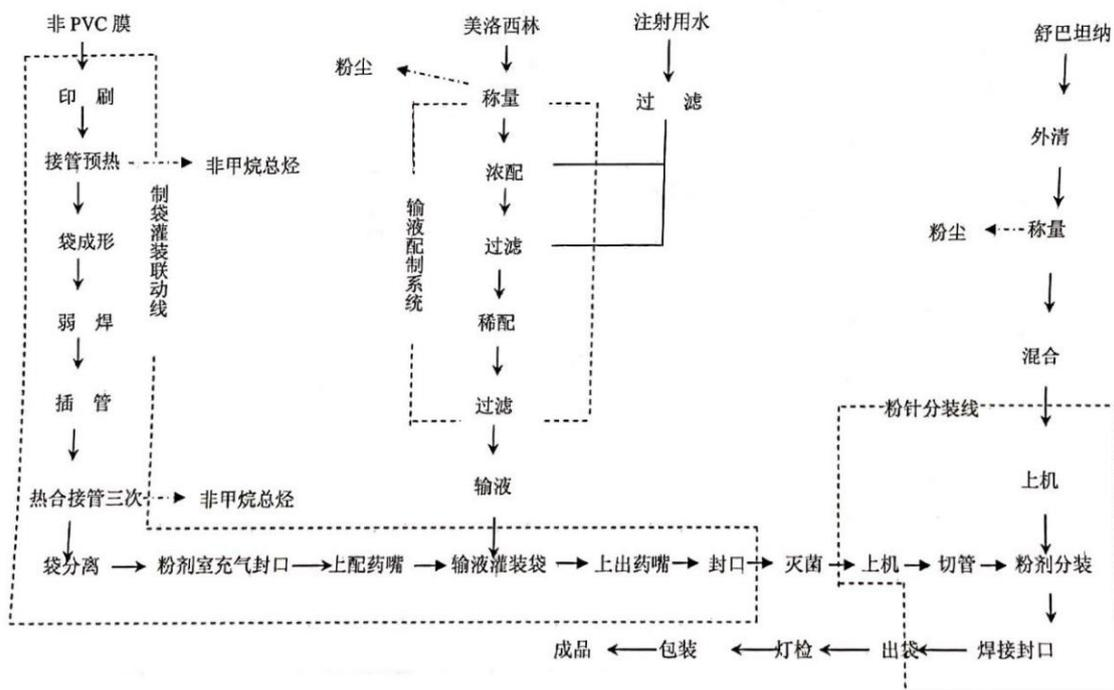 非PVC膜
美洛西林
注射用水
舒巴坦纳
粉尘
印刷
称量
过滤
接管预热
非甲烷总烃
浓配
外清
制袋灌装联动线
输液配制系统
袋成形
过滤
粉尘
称量
弱焊
稀配
混合
插管
过滤
粉针分装线
热合接管三次
非甲烷总烃
输液
上机
袋分离
粉剂室充气封口
上配药嘴
输液灌装袋
上出药嘴
封口
灭菌
上机
切管
粉剂分装
成品
包装
灯检
出袋
焊接封口